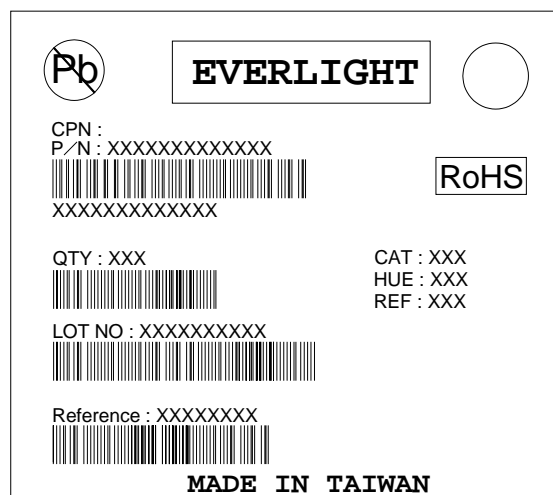 Pb
EVERLIGHT
CPN :
P/N : XXXXXXXXXXXXX
RoHS
XXXXXXXXXXXXX
QTY : XXX
CAT : XXX
HUE : XXX
REF : XXX
LOT NO : XXXXXXXXXX
Reference : XXXXXXXX
MADE IN TAIWAN